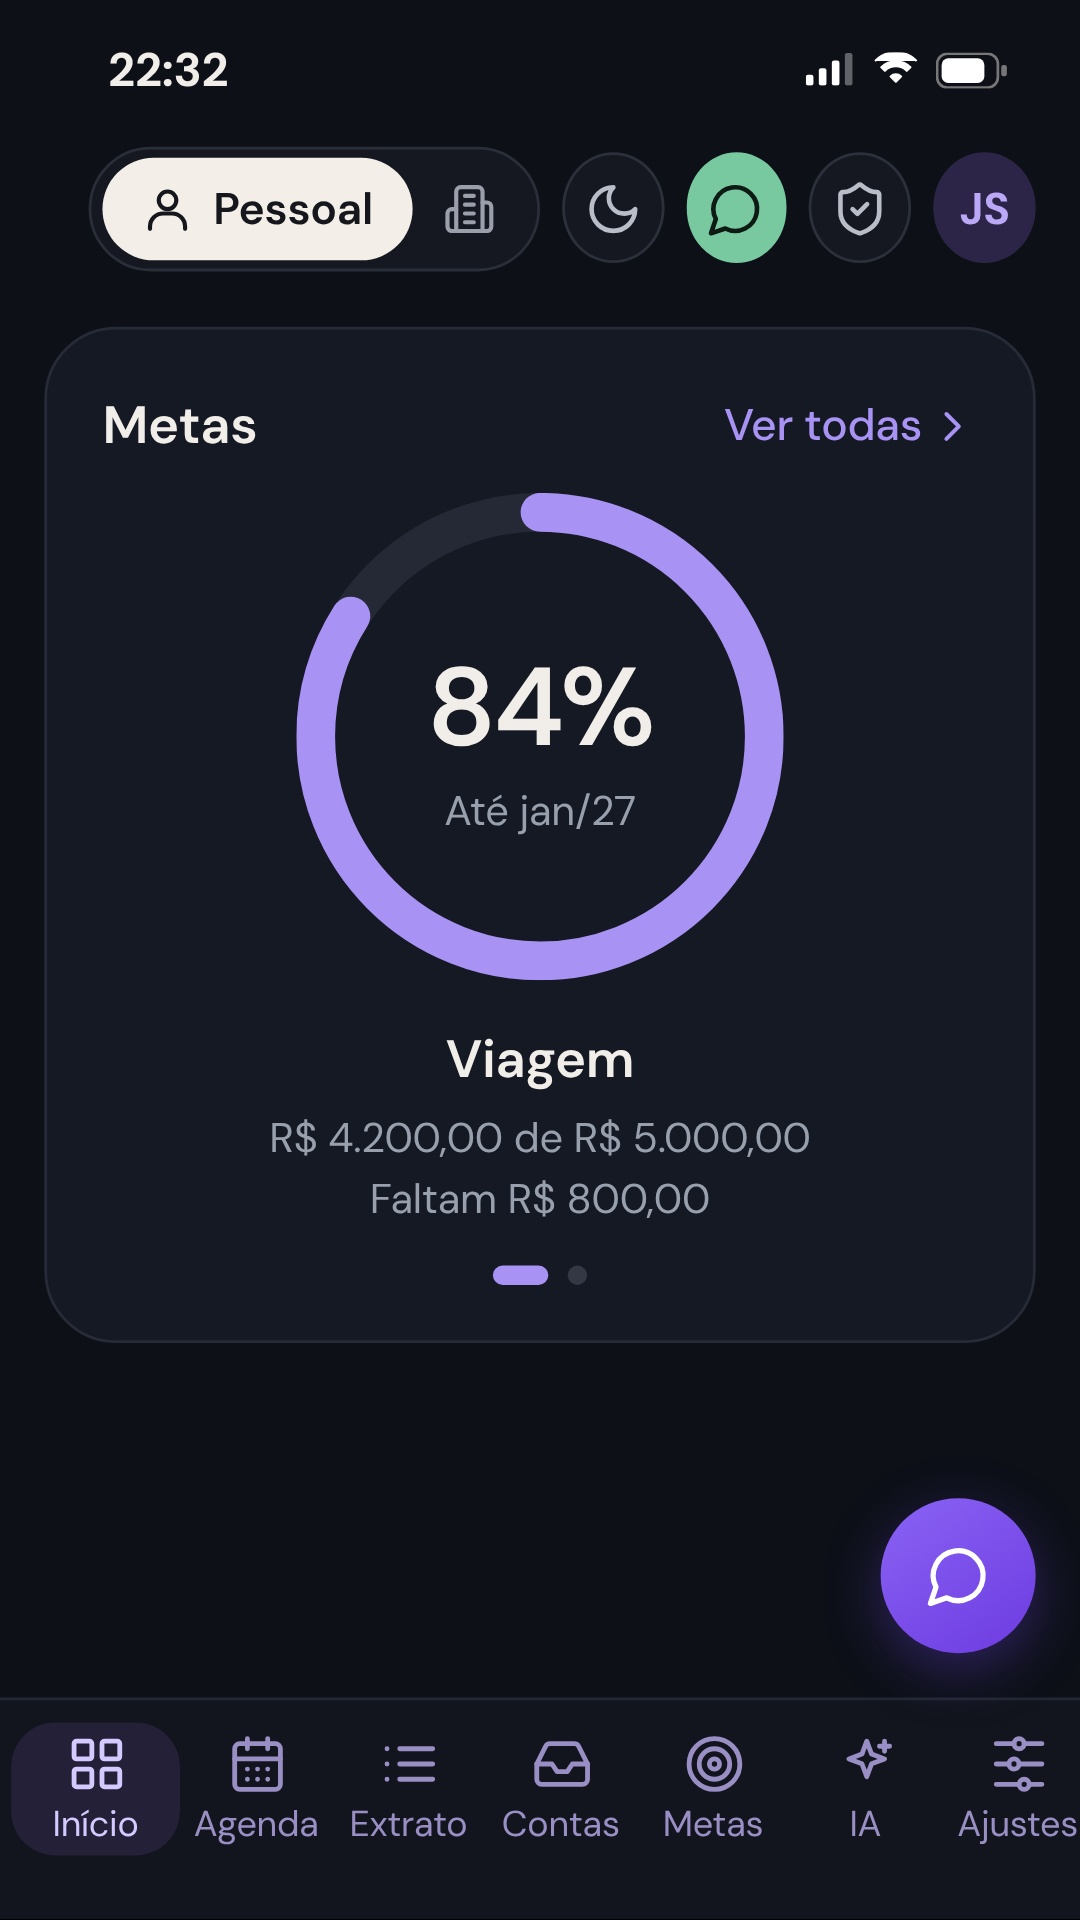 22:32
Pessoal
JS
Metas
Ver todas
84%
Até jan/27
Viagem
R$ 4.200,00 de R$ 5.000,00
Faltam R$ 800,00
Início
Agenda
Extrato
Contas
Metas
IA
Ajustes